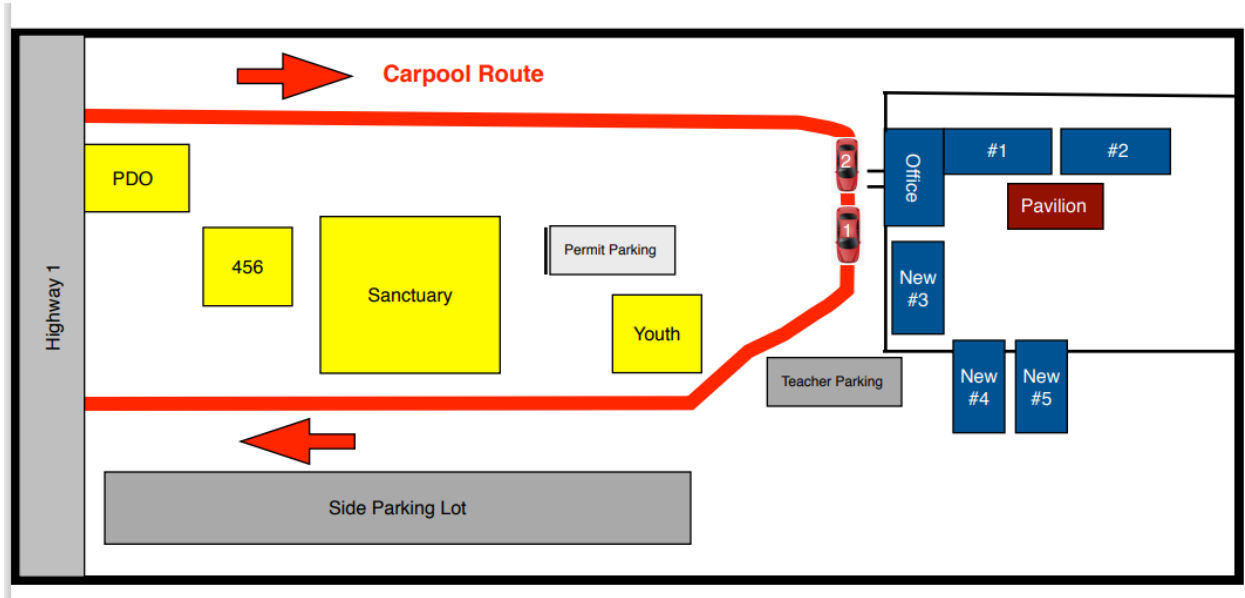 Carpool Route
PDO
456
Sanctuary
Permit Parking
Youth
2
1
Office
#1
#2
Pavilion
New
#3
Teacher Parking
New
#4
New
#5
Highway 1
Side Parking Lot